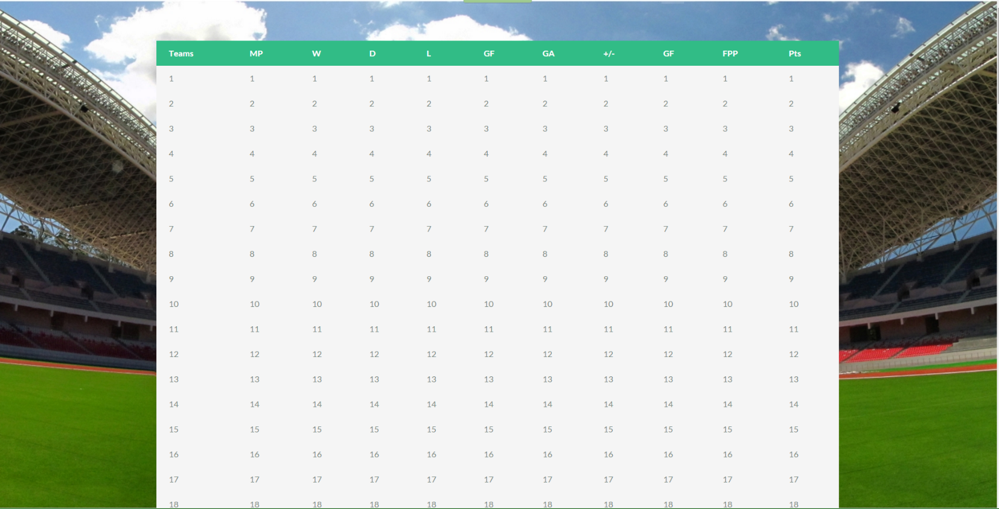 Teams MP W D L GF GA +/- GF FPP Pts
1 1 1 1 1 1 1 1 1 1 1
2 2 2 2 2 2 2 2 2 2 2
3 3 3 3 3 3 3 3 3 3 3
4 4 4 4 4 4 4 4 4 4 4
5 5 5 5 5 5 5 5 5 5 5
6 6 6 6 6 6 6 6 6 6 6
7 7 7 7 7 7 7 7 7 7 7
8 8 8 8 8 8 8 8 8 8 8
9 9 9 9 9 9 9 9 9 9 9
10 10 10 10 10 10 10 10 10 10 10
11 11 11 11 11 11 11 11 11 11 11
12 12 12 12 12 12 12 12 12 12 12
13 13 13 13 13 13 13 13 13 13 13
14 14 14 14 14 14 14 14 14 14 14
15 15 15 15 15 15 15 15 15 15 15
16 16 16 16 16 16 16 16 16 16 16
17 17 17 17 17 17 17 17 17 17 17
18 18 18 18 18 18 18 18 18 18 18